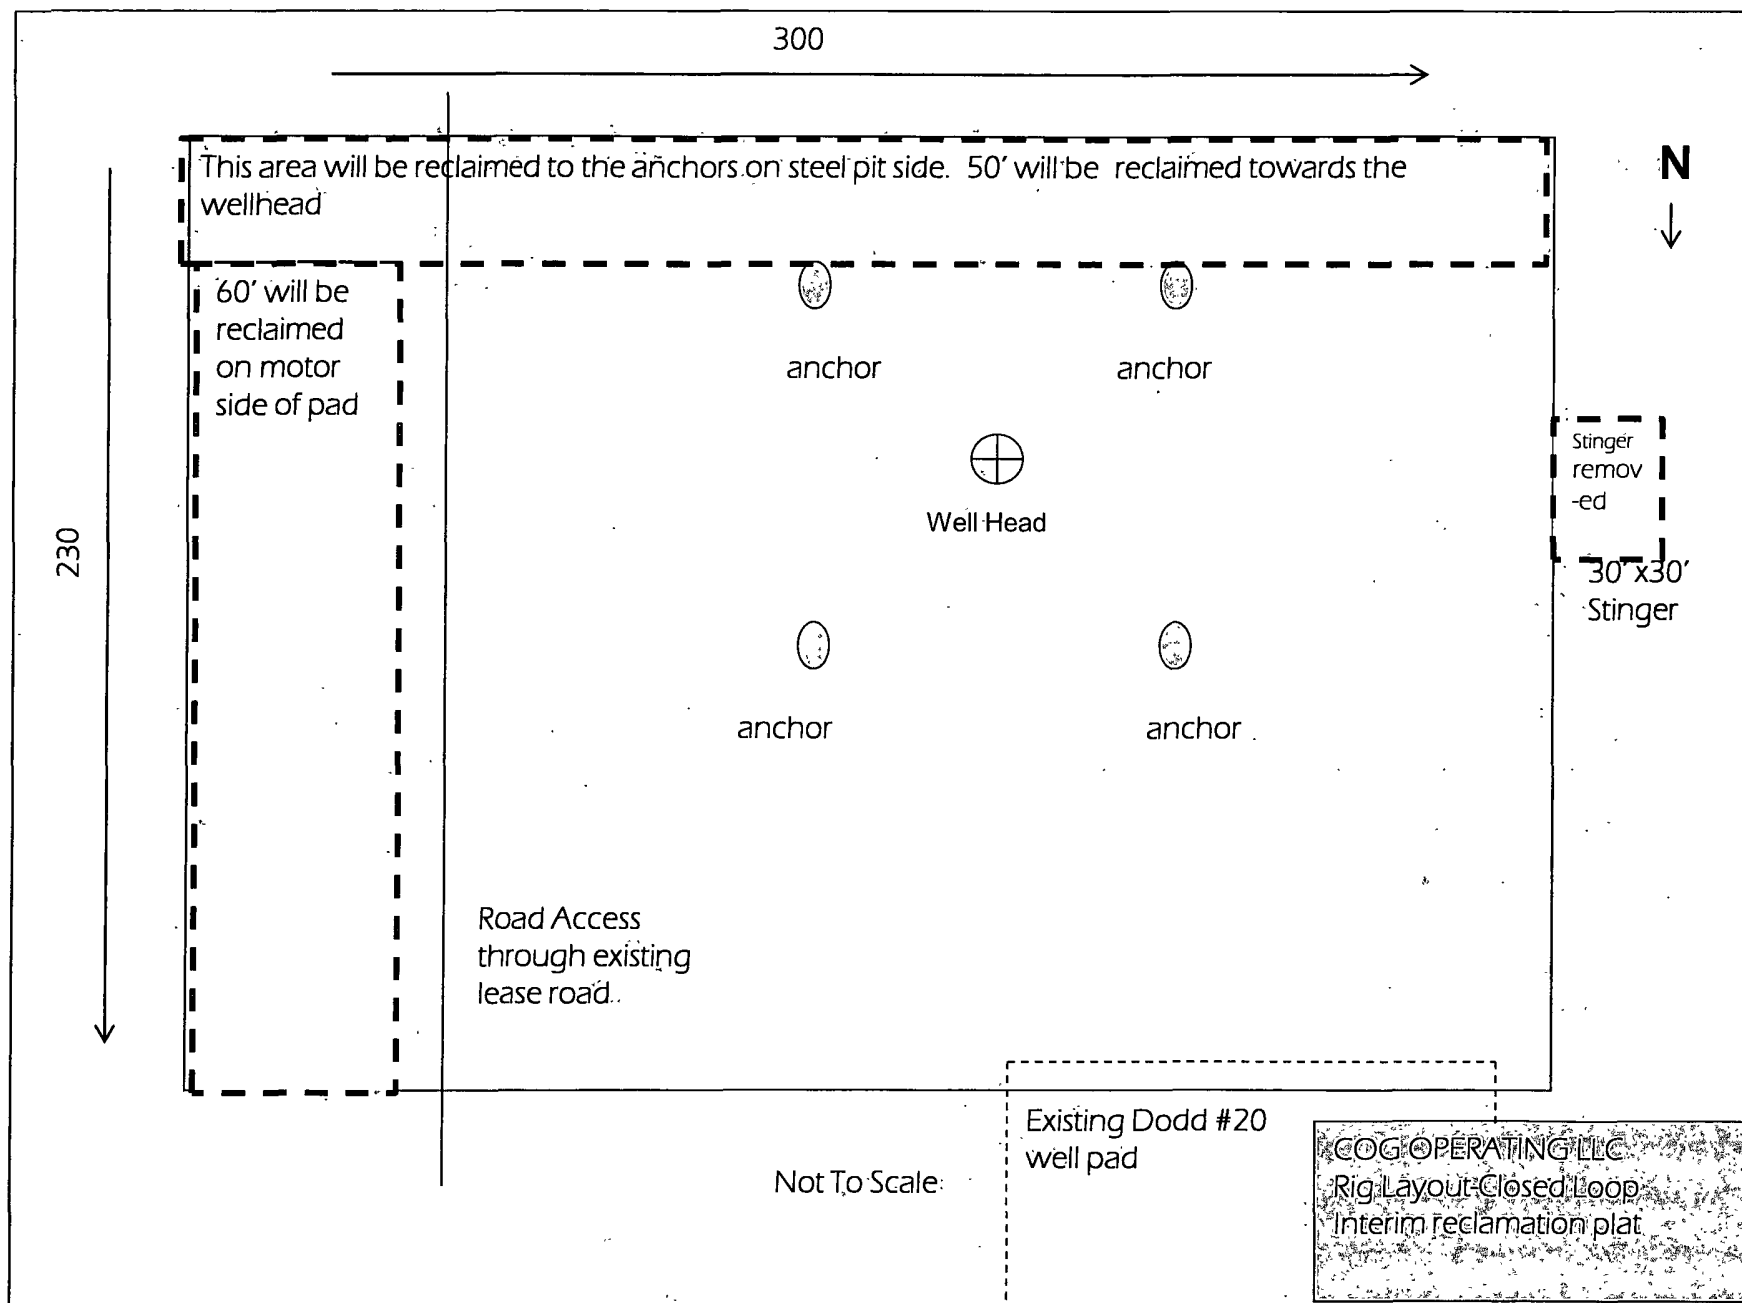 300
This area will be reclaimed to the anchors on steel pit side. 50' will be reclaimed towards the
wellhead
N
60' will be
reclaimed
on motor
side of pad
anchor
anchor
Stinger
remov
-ed
Well Head
230
30'x30'
Stinger
anchor
anchor
Road Access
through existing
lease road.
Existing Dodd #20
well pad
Not To Scale
COG OPERATING LLC
Rig Layout-Closed Loop
Interim reclamation plat